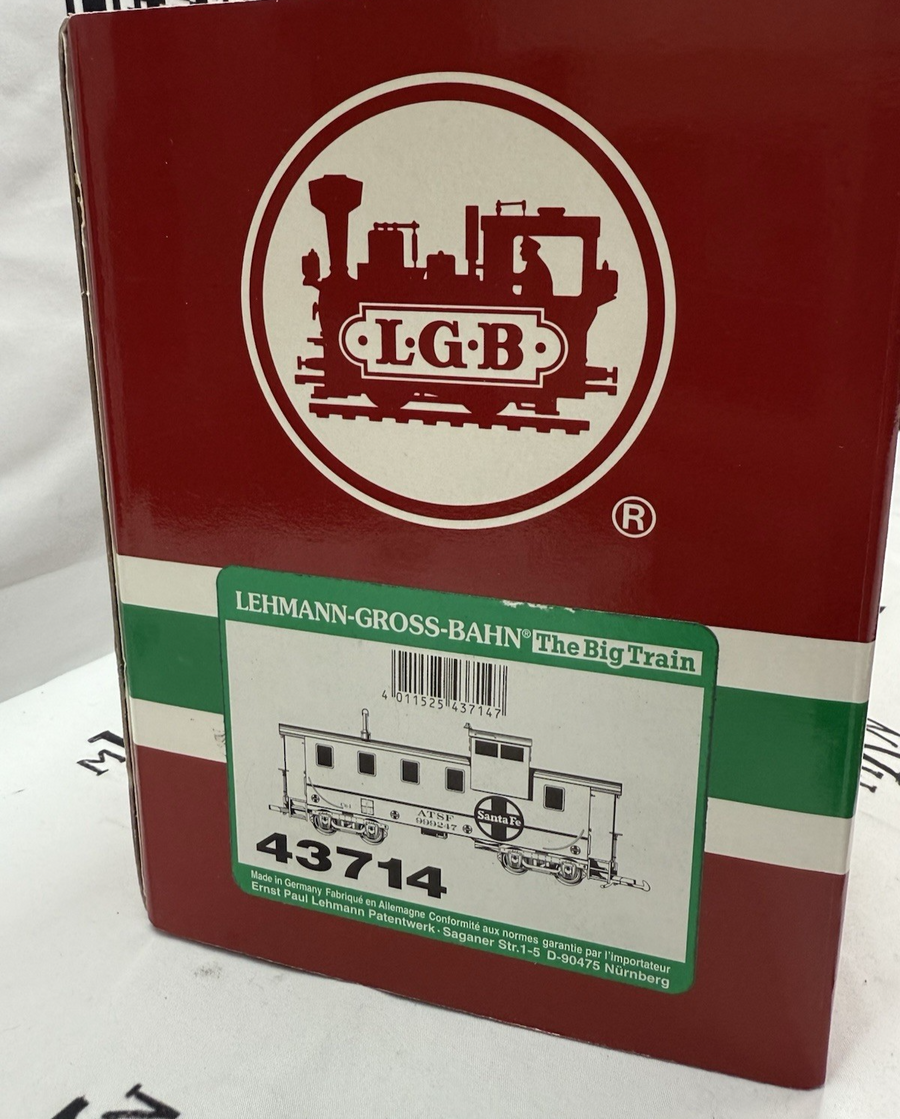 L·G·B
®
LEHMANN-GROSS-BAHN® The Big Train
4 011525 437147
ATSF
999247
Santa Fe
43714
Made in Germany Fabriqué en Allemagne Conformité aux normes garantie par l'importateur
Ernst Paul Lehmann Patentwerk · Saganer Str.1-5 D-90475 Nürnberg